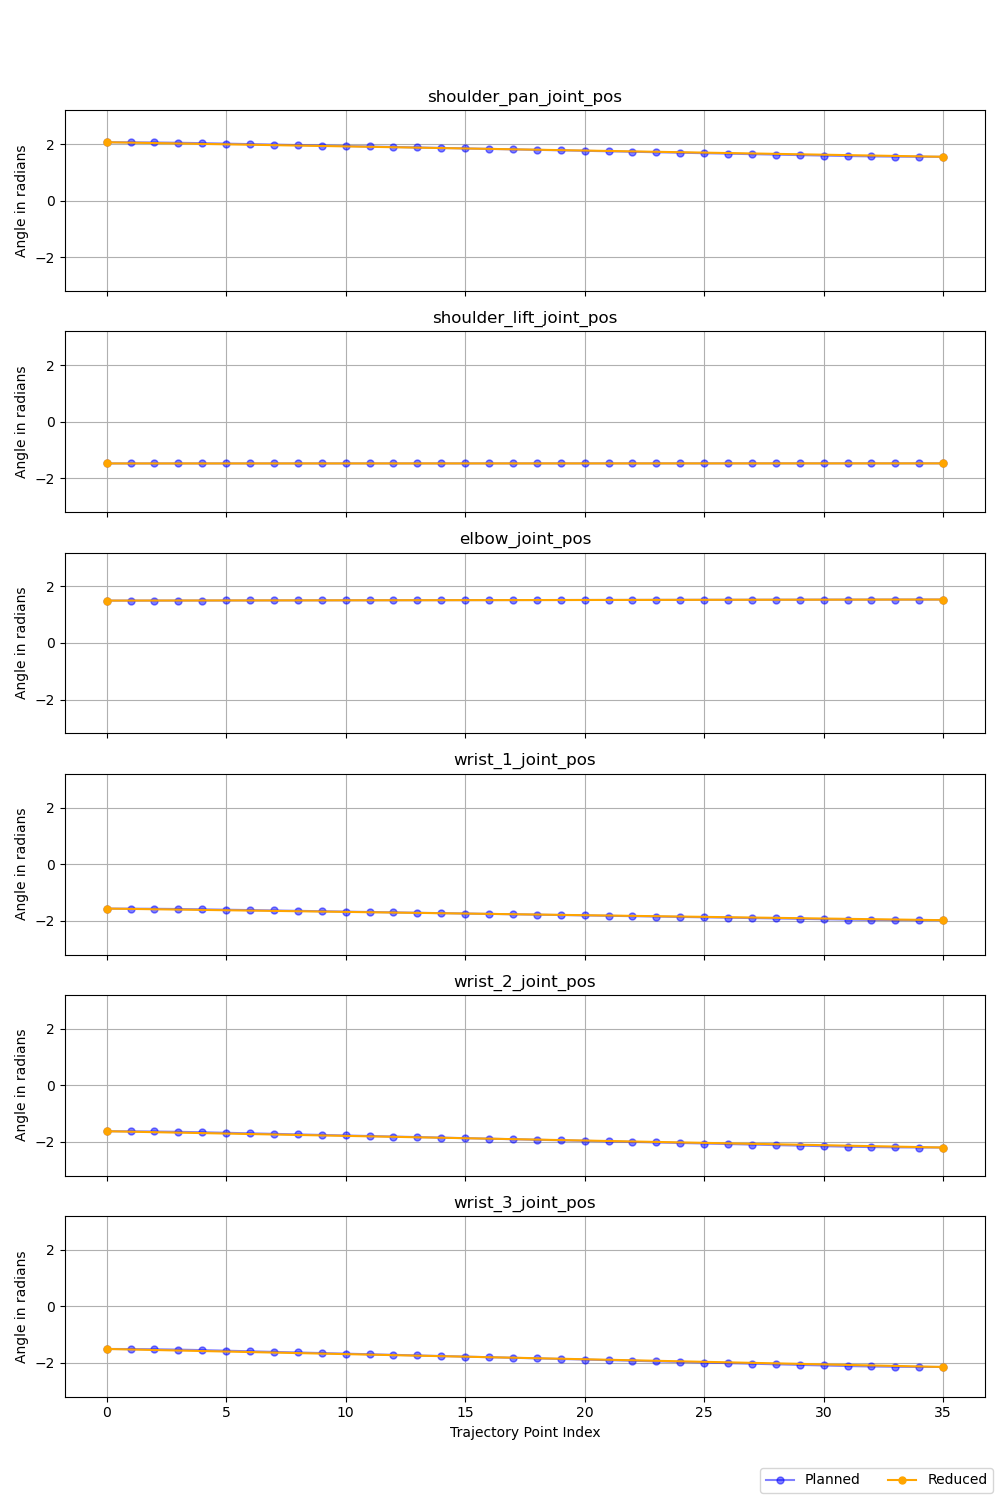 shoulder_pan_joint_pos
Angle in radians
2
0
−2
shoulder_lift_joint_pos
Angle in radians
2
0
−2
elbow_joint_pos
Angle in radians
2
0
−2
wrist_1_joint_pos
Angle in radians
2
0
−2
wrist_2_joint_pos
Angle in radians
2
0
−2
wrist_3_joint_pos
Angle in radians
2
0
−2
0 5 10 15 20 25 30 35
Trajectory Point Index
Planned Reduced